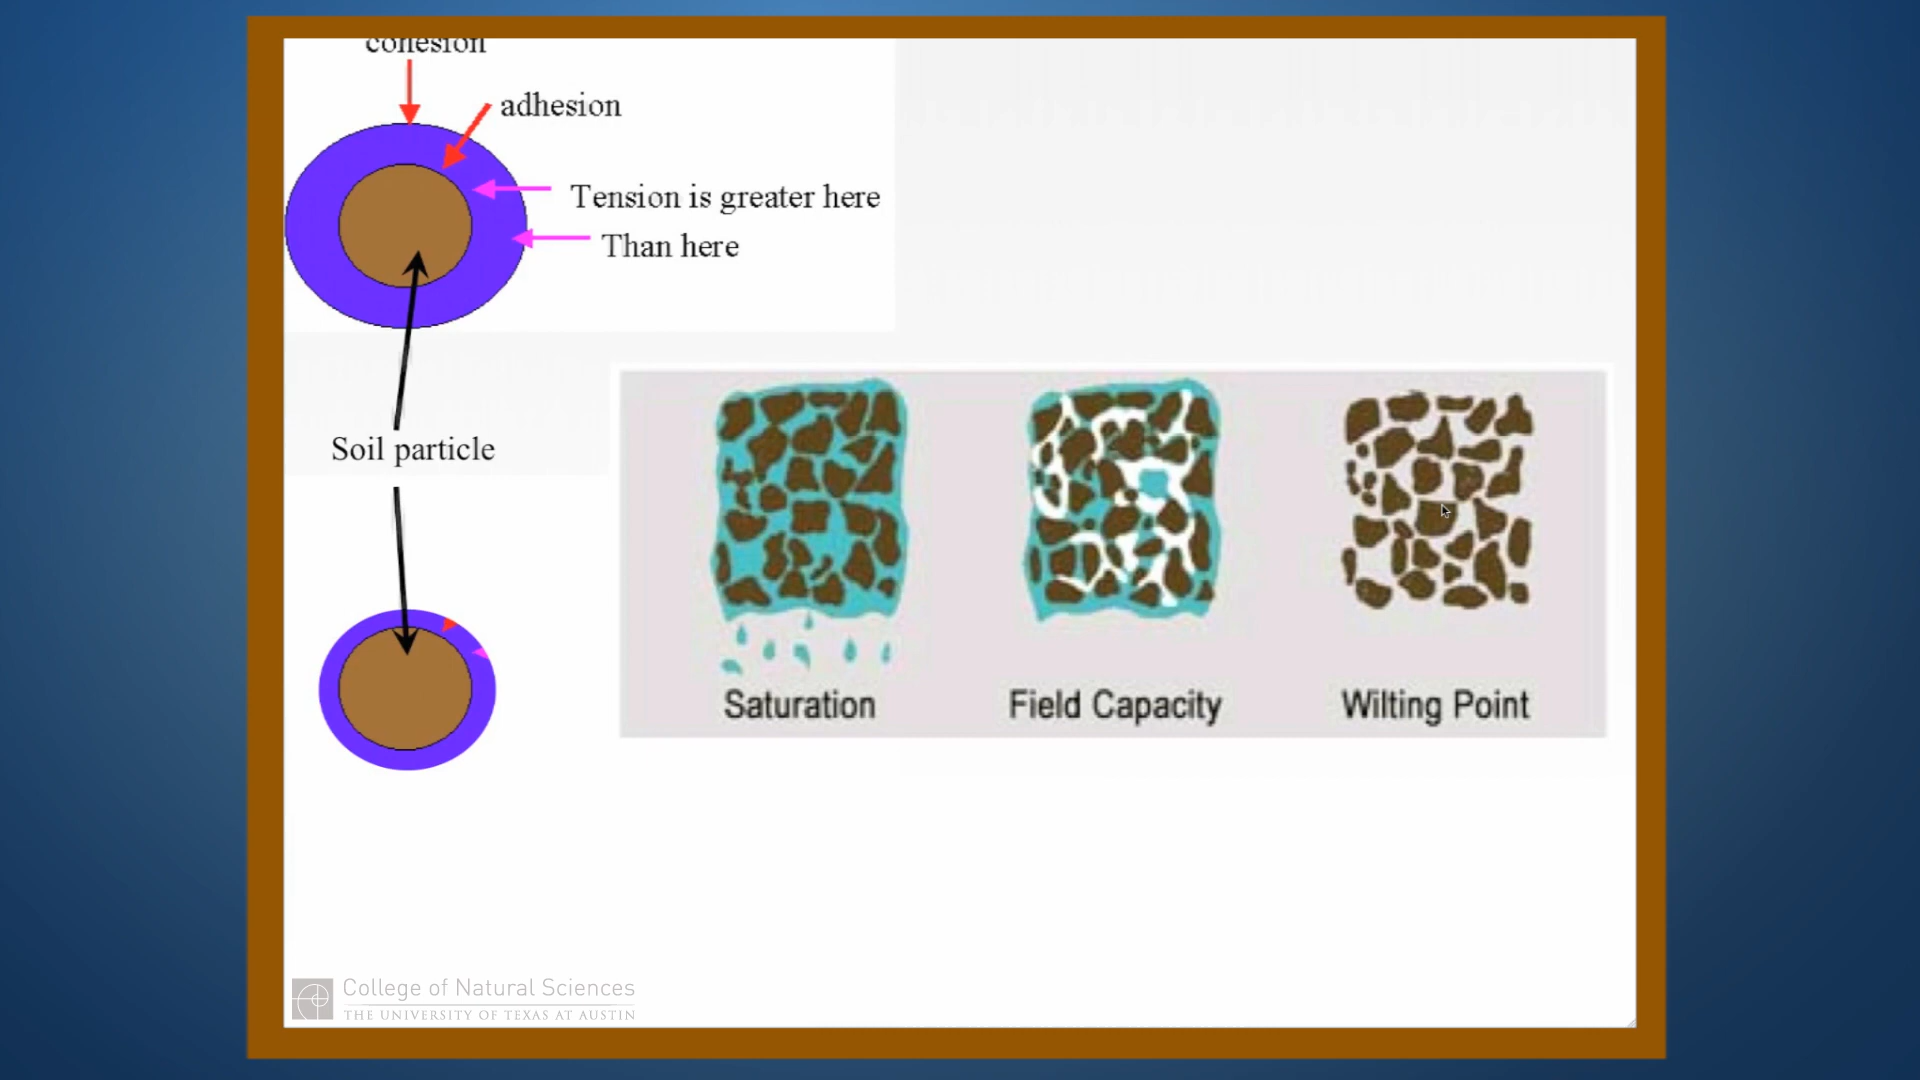 cohesion
adhesion
Tension is greater here
Than here
Soil particle
Saturation
Field Capacity
Wilting Point
College of Natural Sciences
THE UNIVERSITY OF TEXAS AT AUSTIN